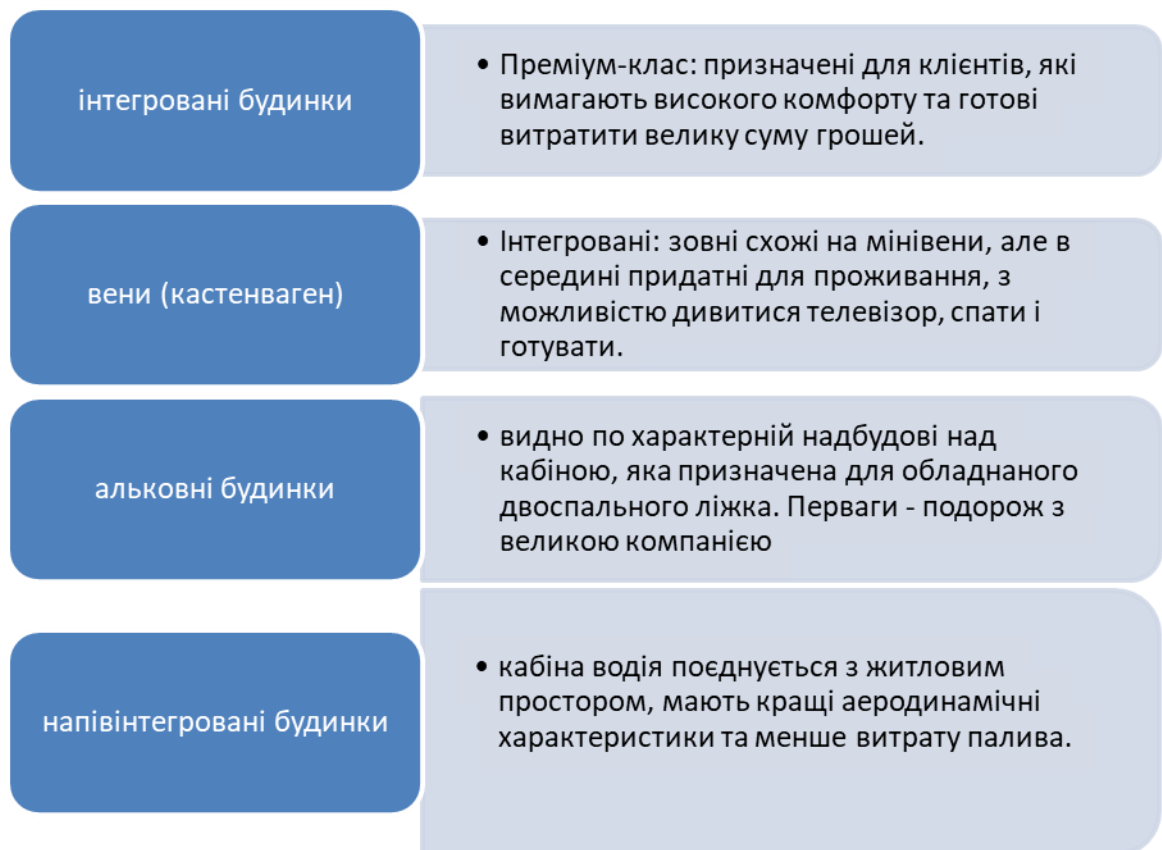 інтегровані будинки
• Преміум-клас: призначені для клієнтів, які
вимагають високого комфорту та готові
витратити велику суму грошей.
вени (кастенваген)
• Інтегровані: зовні схожі на мінівени, але в
середині придатні для проживання, з
можливістю дивитися телевізор, спати і
готувати.
альковні будинки
• видно по характерній надбудові над
кабіною, яка призначена для обладнаного
двоспального ліжка. Перваги - подорож з
великою компанією
напівінтегровані будинки
• кабіна водія поєднується з житловим
простором, мають кращі аеродинамічні
характеристики та менше витрату палива.